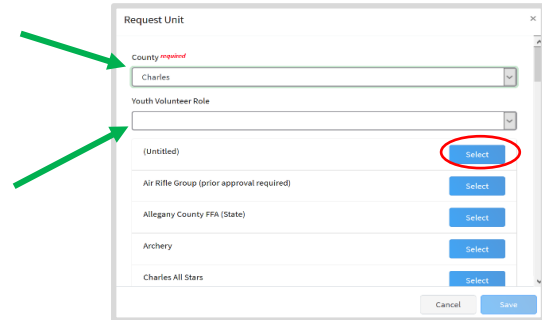 Request Unit ×
County required
Charles
Youth Volunteer Role
(Untitled) Select
Air Rifle Group (prior approval required) Select
Allegany County FFA (State) Select
Archery Select
Charles All Stars Select
Cancel Save